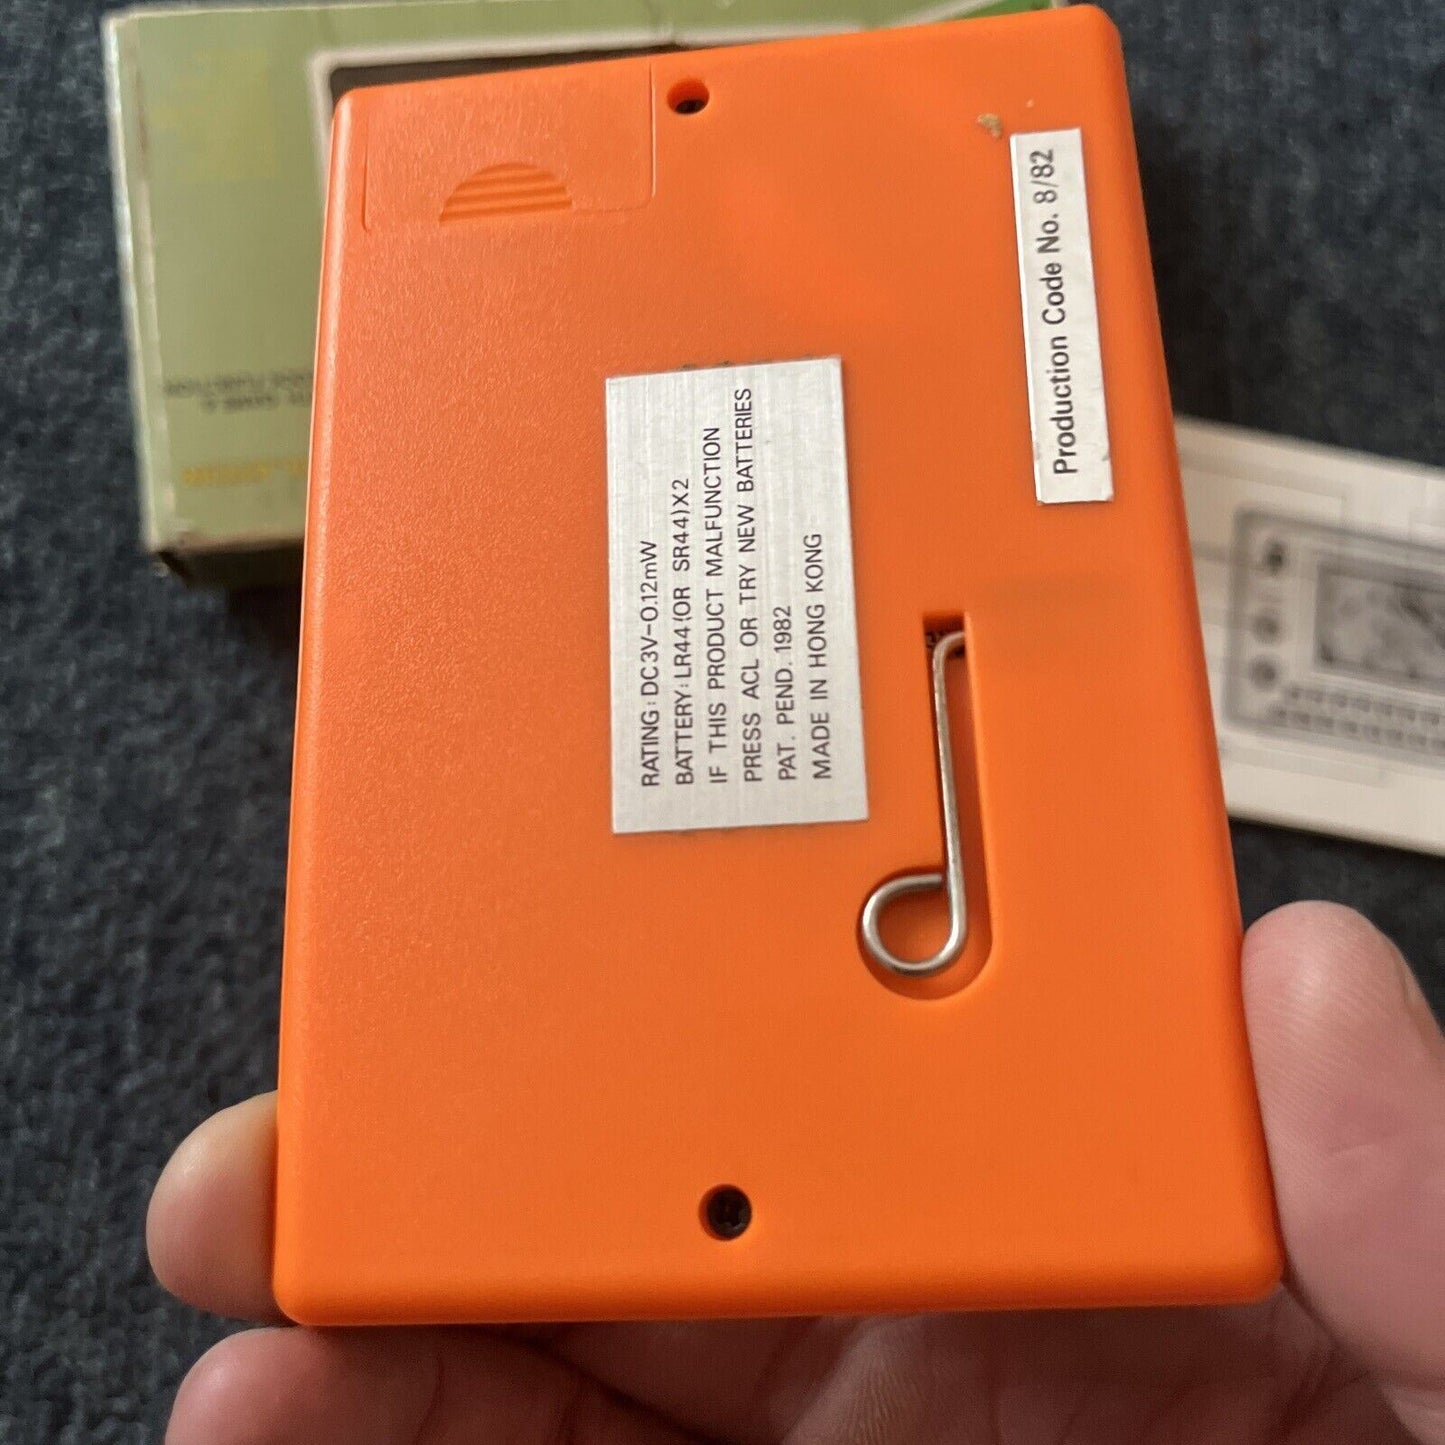 Production Code No. 8/82
RATING: DC3V-0.12mW
BATTERY: LR44(OR SR44)X2
IF THIS PRODUCT MALFUNCTION
PRESS ACL OR TRY NEW BATTERIES
PAT. PEND. 1982
MADE IN HONG KONG